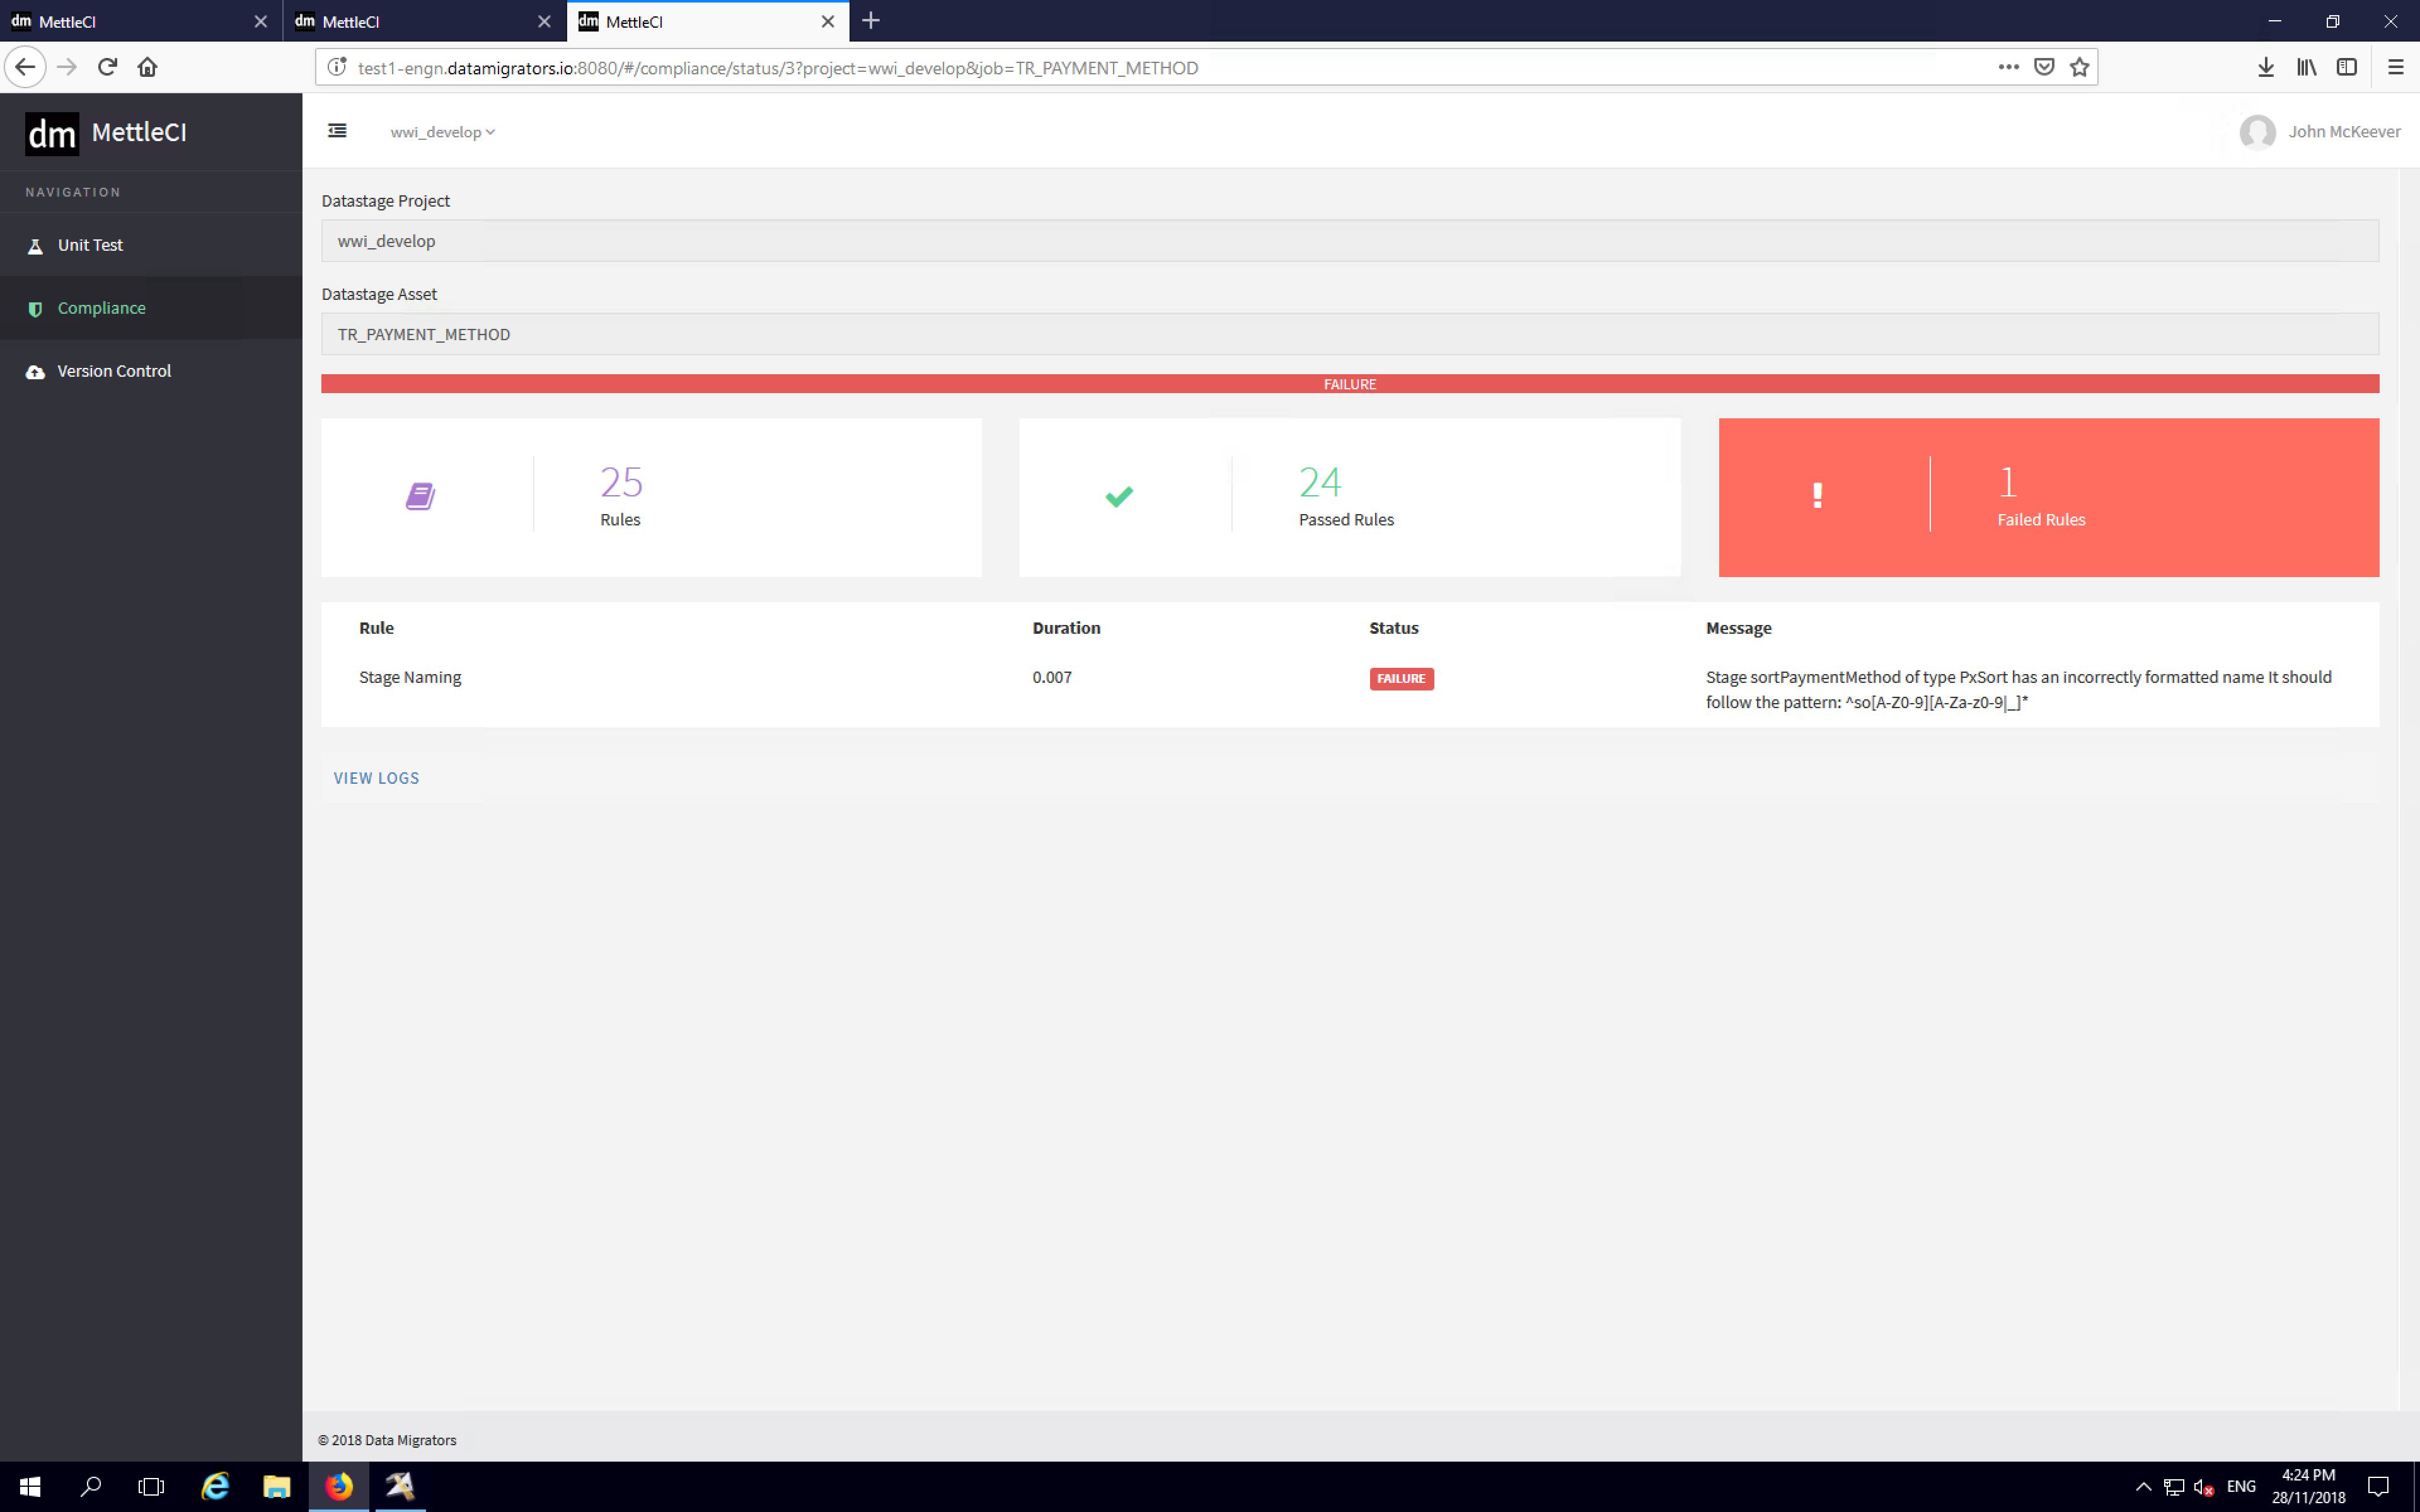 dm MettleCI
dm MettleCI
dm MettleCI
test1-engn.datamigrators.io:8080/#/compliance/status/3?project=wwi_develop&job=TR_PAYMENT_METHOD
dm MettleCI
wwi_develop
John McKeever
NAVIGATION
Unit Test
Compliance
Version Control
Datastage Project
wwi_develop
Datastage Asset
TR_PAYMENT_METHOD
FAILURE
25
Rules
24
Passed Rules
1
Failed Rules
Rule Duration Status Message
Stage Naming 0.007 FAILURE Stage sortPaymentMethod of type PxSort has an incorrectly formatted name It should
follow the pattern: ^so[A-Z0-9][A-Za-z0-9|_]*
VIEW LOGS
© 2018 Data Migrators
ENG
4:24 PM
28/11/2018